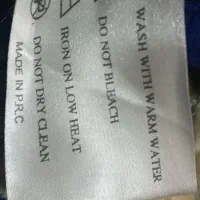 WASH WITH WARM WATER
DO NOT BLEACH
IRON ON LOW HEAT
DO NOT DRY CLEAN
MADE IN P.R.C